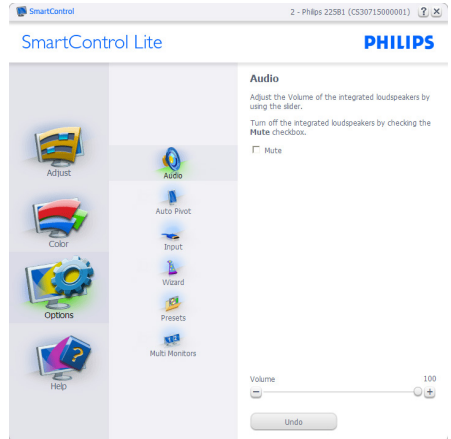 SmartControl
2 - Philips 225B1 (CS30715000001)
SmartControl Lite
PHILIPS
Adjust
Color
Options
Help
Audio
Auto Pivot
Input
Wizard
Presets
Multi Monitors
Audio
Adjust the Volume of the integrated loudspeakers by
using the slider.
Turn off the integrated loudspeakers by checking the
Mute checkbox.
Mute
Volume
100
Undo